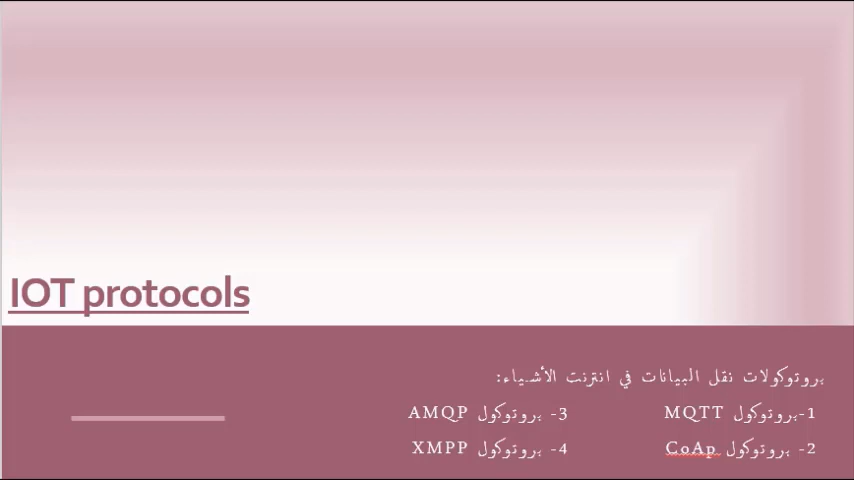 IOT protocols
بروتوكولات نقل البيانات في انترنت الأشياء:
1-بروتوكول MQTT
2- بروتوكول CoAp
3- بروتوكول AMQP
4- بروتوكول XMPP